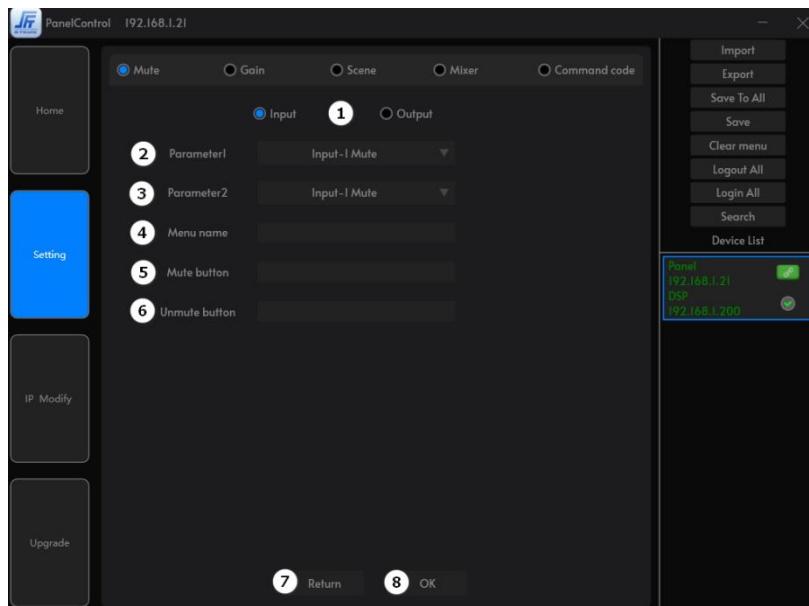 PanelControl 192.168.1.21
Home
Setting
IP Modify
Upgrade
Mute Gain Scene Mixer Command code
Input 1 Output
2 Parameter1 Input-1 Mute
3 Parameter2 Input-1 Mute
4 Menu name
5 Mute button
6 Unmute button
7 Return 8 OK
Import
Export
Save To All
Save
Clear menu
Logout All
Login All
Search
Device List
Panel
192.168.1.21
DSP
192.168.1.200